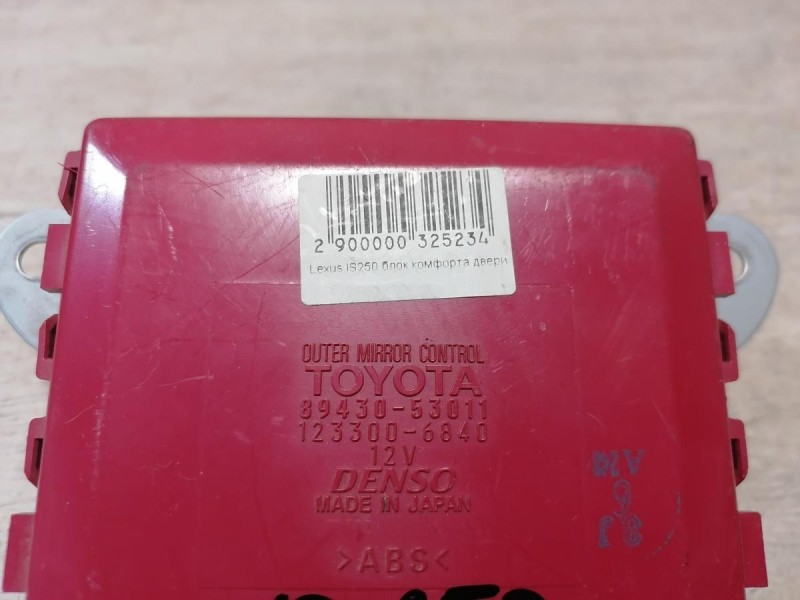 2 900000 325234
Lexus IS250 блок комфорта двери
OUTER MIRROR CONTROL
TOYOTA
89430-53011
123300-6840
12V
DENSO
MADE IN JAPAN
>ABS<